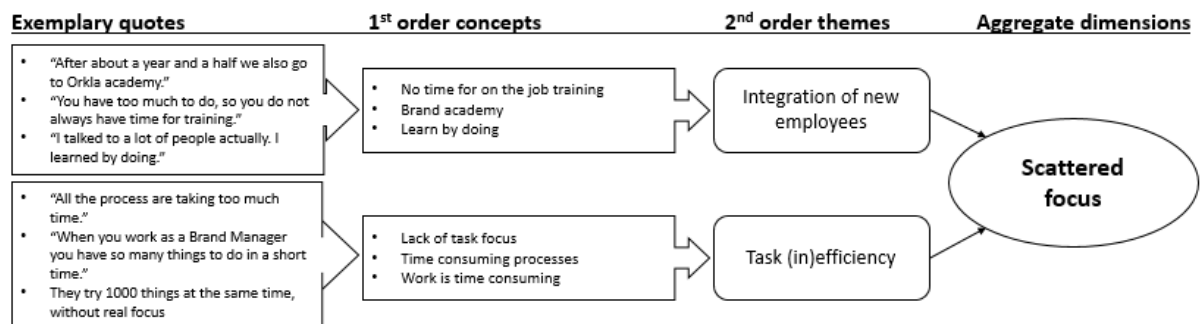 Exemplary quotes
1st order concepts
2nd order themes
Aggregate dimensions
• “After about a year and a half we also go
to Orkla academy.”
• “You have too much to do, so you do not
always have time for training.”
• “I talked to a lot of people actually. I
learned by doing.”
• No time for on the job training
• Brand academy
• Learn by doing
Integration of new
employees
• “All the process are taking too much
time.”
• “When you work as a Brand Manager
you have so many things to do in a short
time.”
• They try 1000 things at the same time,
without real focus
• Lack of task focus
• Time consuming processes
• Work is time consuming
Task (in)efficiency
Scattered
focus